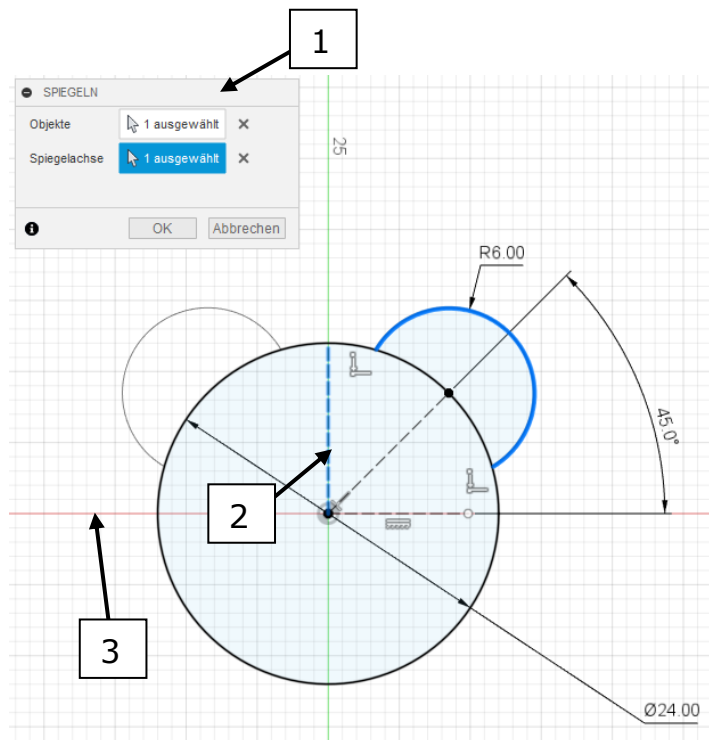 1
SPIEGELN
Objekte 1 ausgewählt
Spiegelachse 1 ausgewählt
OK Abbrechen
25
R6.00
45.0°
2
3
Ø24.00